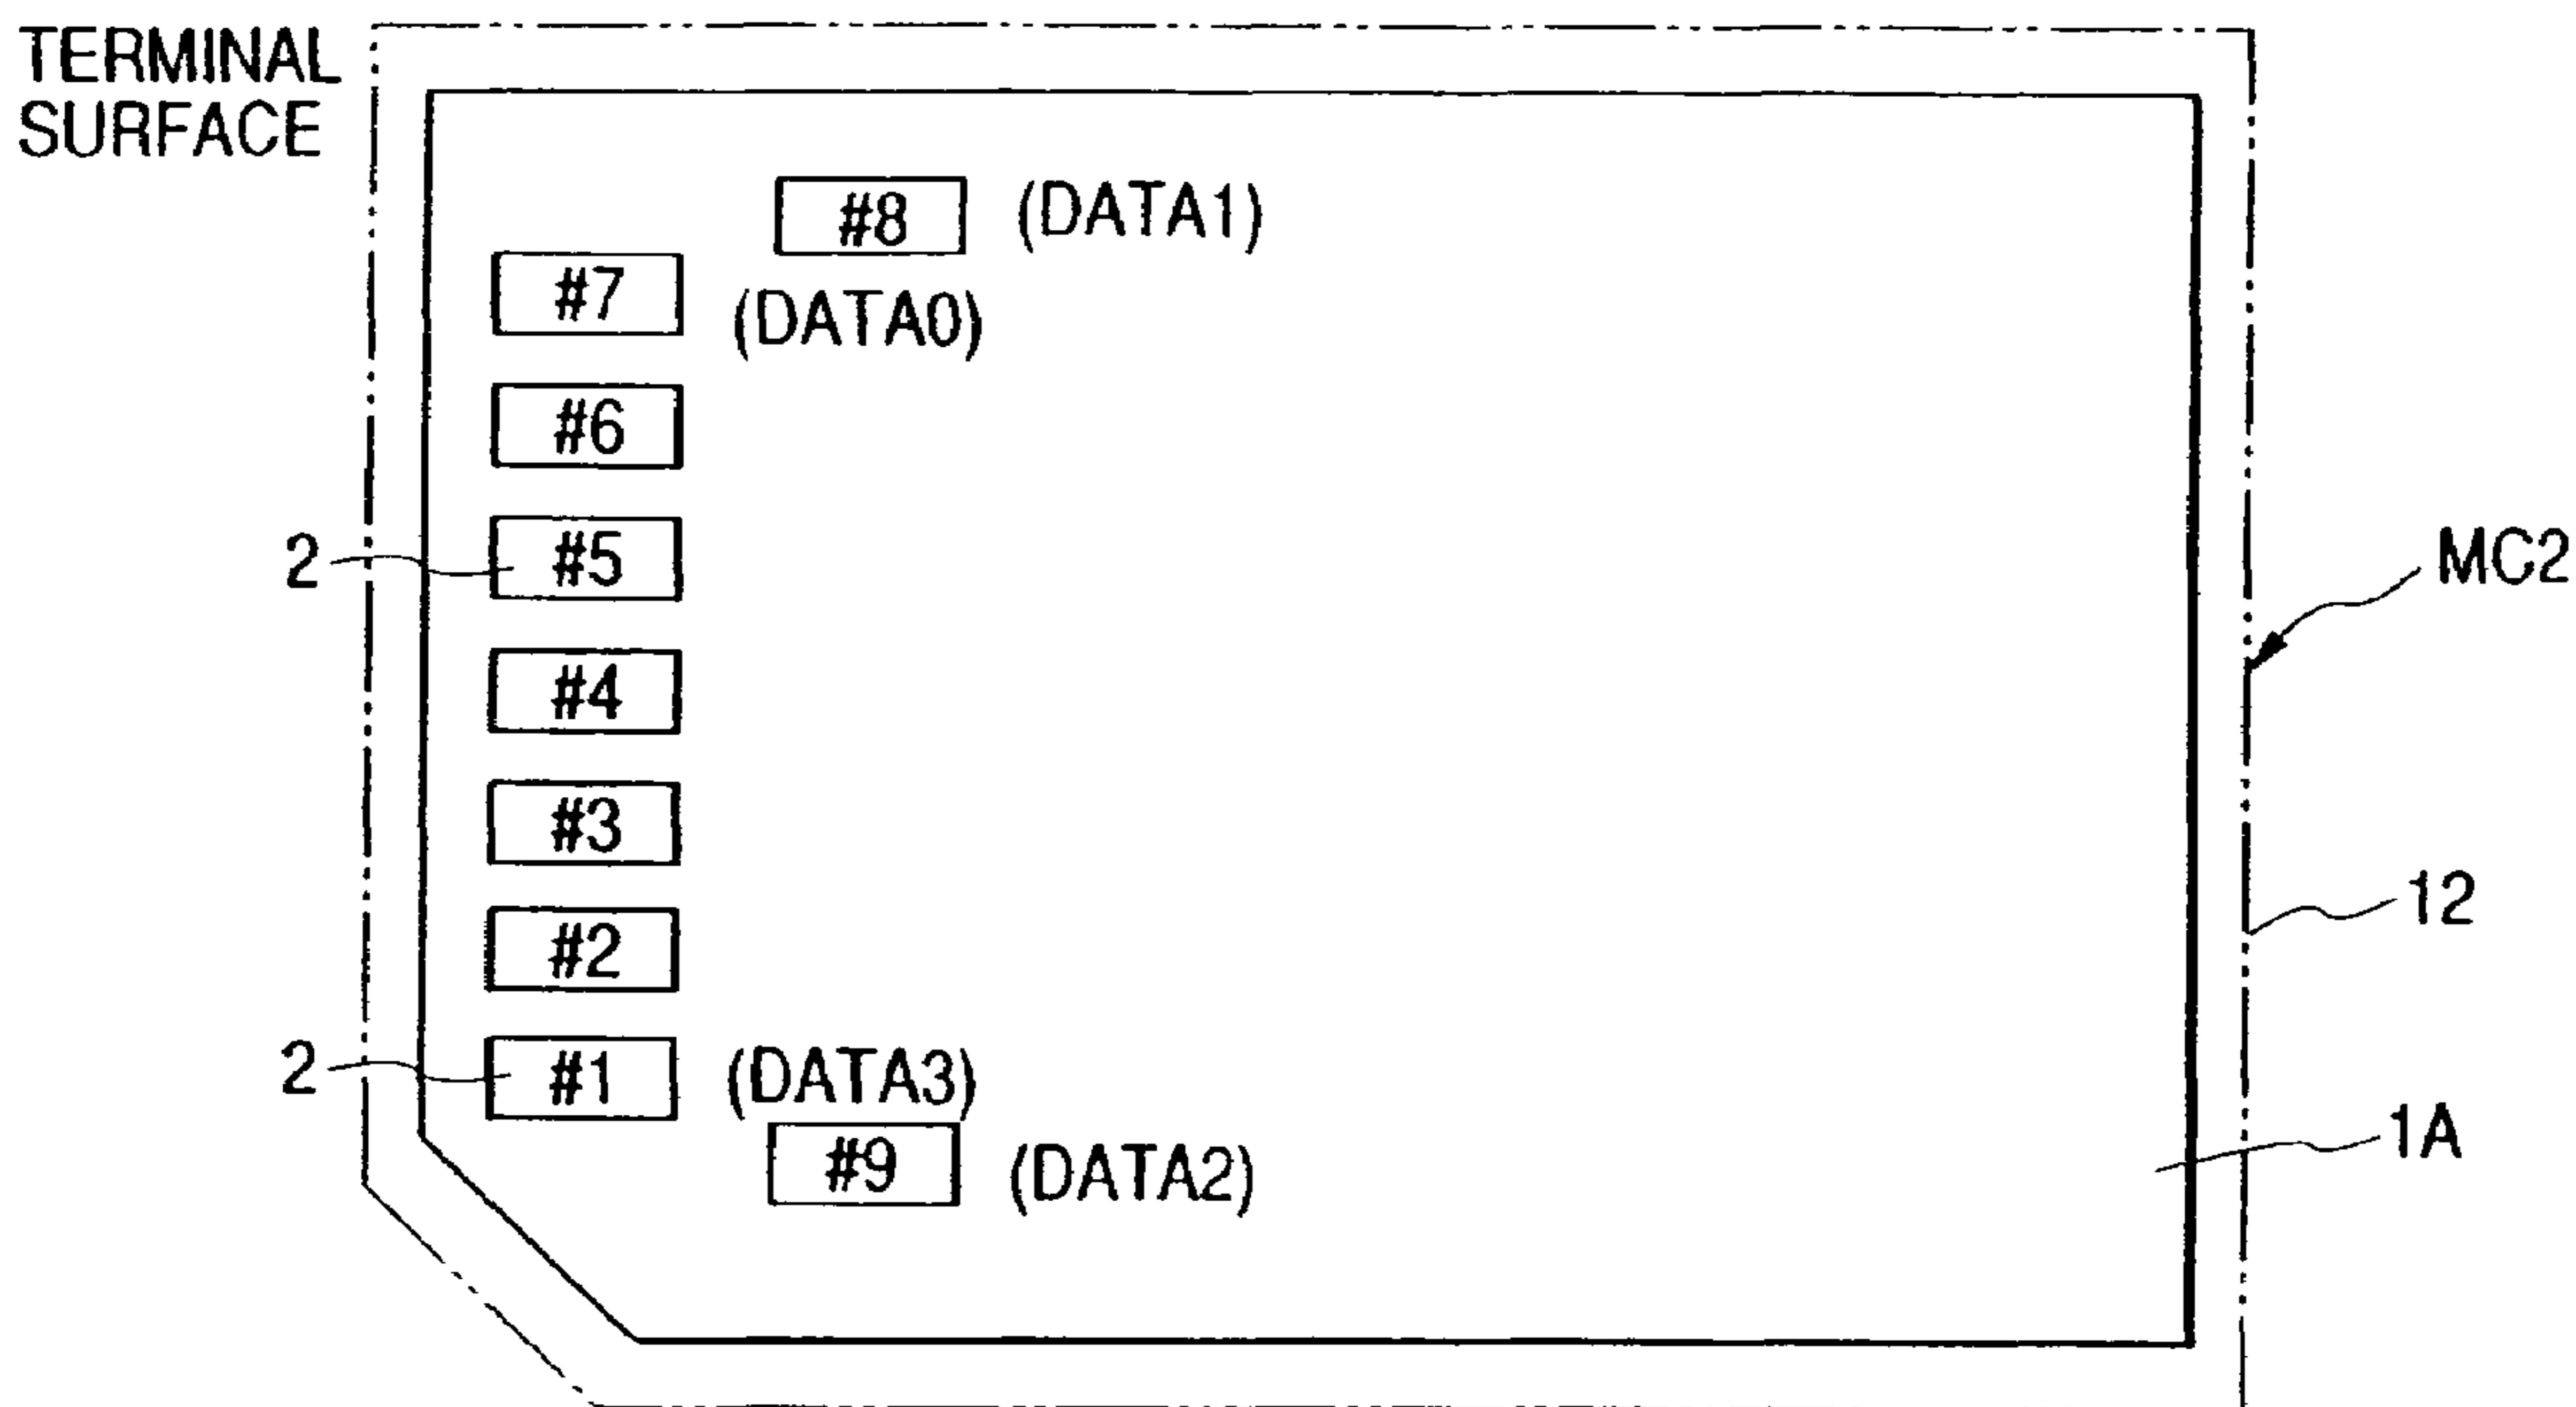 TERMINAL
SURFACE
#8 (DATA1)
#7 (DATA0)
#6
2 #5
MC2
#4
#3
12
#2
2 #1 (DATA3)
1A
#9 (DATA2)